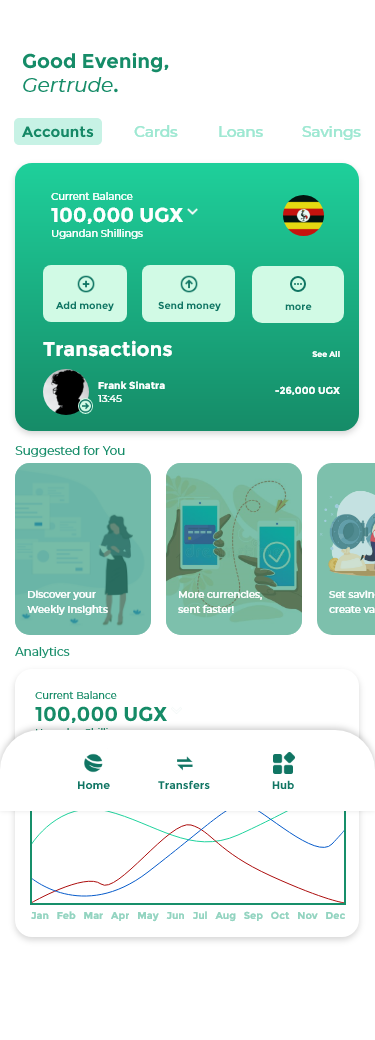 Good Evening,
Gertrude.
Accounts Cards Loans Savings
Current Balance
100,000 UGX
Ugandan Shillings
Add money Send money more
Transactions See All
Frank Sinatra
13:45
-26,000 UGX
Suggested for You
Discover your
Weekly Insights
More currencies,
sent faster!
Set savin
create va
Analytics
Current Balance
100,000 UGX
Home Transfers Hub
Jan Feb Mar Apr May Jun Jul Aug Sep Oct Nov Dec